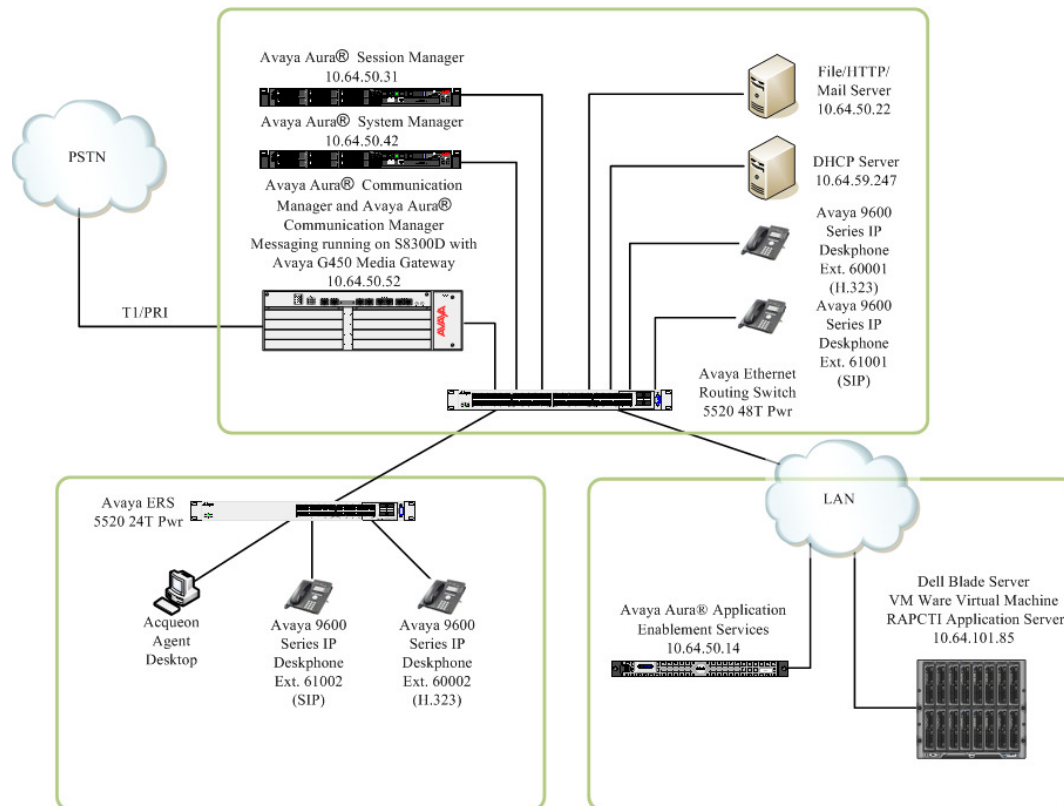 Avaya Aura® Session Manager
10.64.50.31
Avaya Aura® System Manager
10.64.50.42
Avaya Aura® Communication
Manager and Avaya Aura®
Communication Manager
Messaging running on S8300D with
Avaya G450 Media Gateway
10.64.50.52
PSTN
T1/PRI
AVAYA
File/HTTP/
Mail Server
10.64.50.22
DHCP Server
10.64.59.247
Avaya 9600
Series IP
Deskphone
Ext. 60001
(H.323)
Avaya 9600
Series IP
Deskphone
Ext. 61001
(SIP)
Avaya Ethernet
Routing Switch
5520 48T Pwr
Avaya ERS
5520 24T Pwr
Acqueon
Agent
Desktop
Avaya 9600
Series IP
Deskphone
Ext. 61002
(SIP)
Avaya 9600
Series IP
Deskphone
Ext. 60002
(H.323)
LAN
Avaya Aura® Application
Enablement Services
10.64.50.14
Dell Blade Server
VM Ware Virtual Machine
RAPCTI Application Server
10.64.101.85